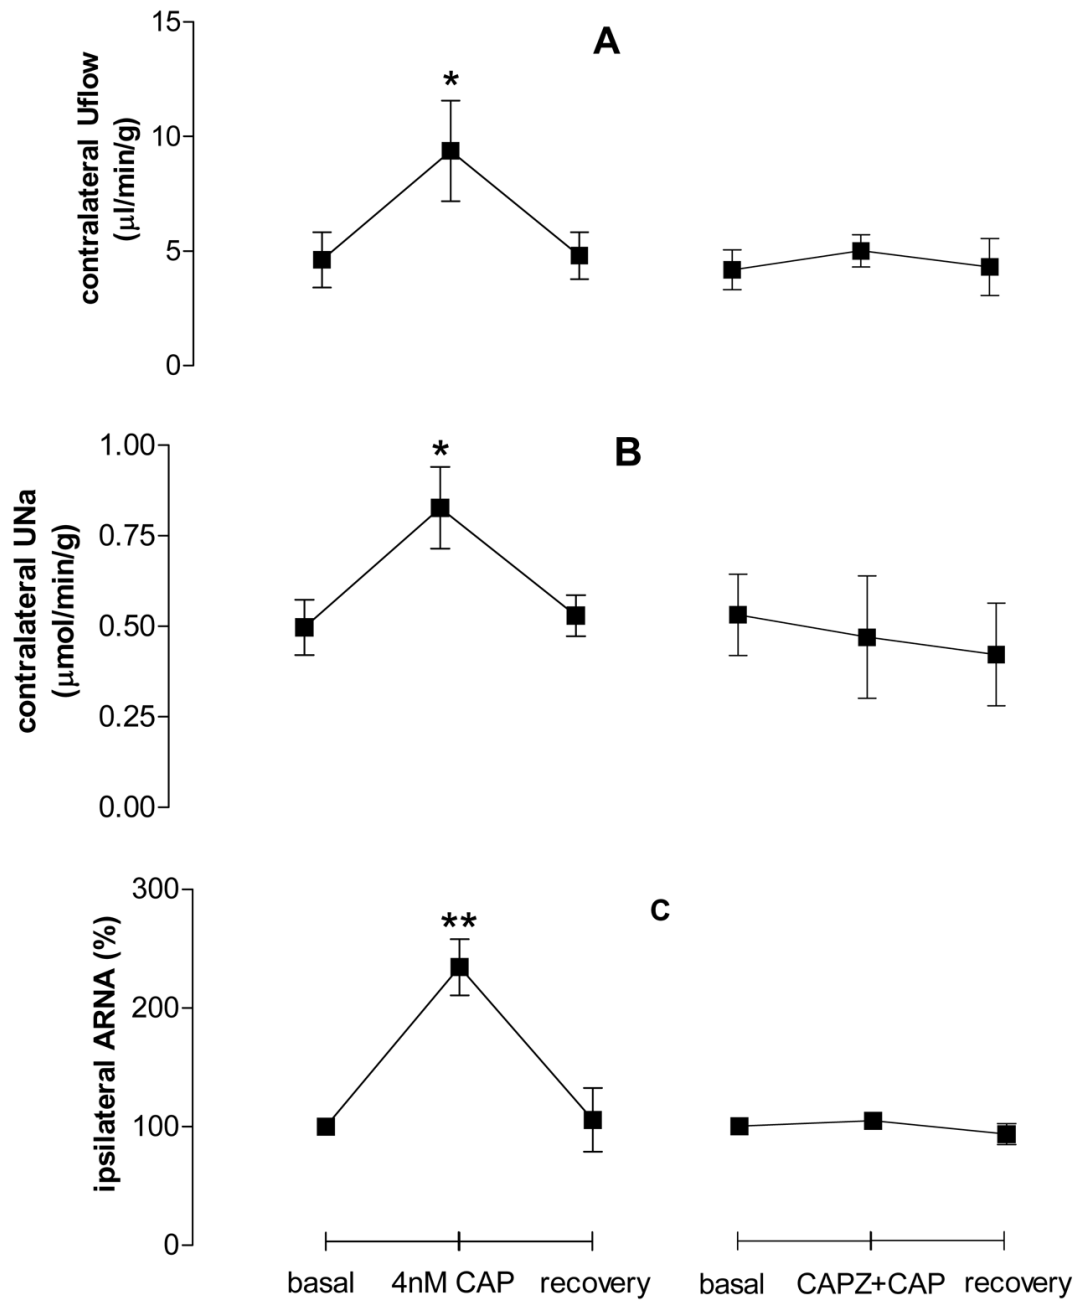 A
contralateral Uflow
(μl/min/g)
15
10
5
0
*
B
contralateral UNa
(μmol/min/g)
1.00
0.75
0.50
0.25
0.00
*
C
ipsilateral ARNA (%)
300
200
100
0
**
basal 4nM CAP recovery basal CAPZ+CAP recovery